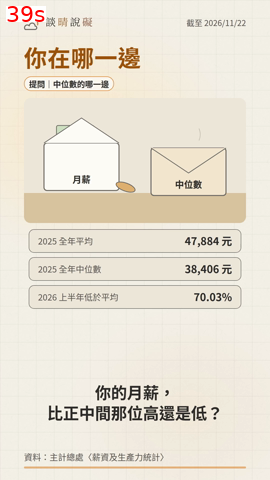 39s
談晴說礙
截至 2026/11/22
你在哪一邊
提問｜中位數的哪一邊
月薪
中位數
2025 全年平均 47,884 元
2025 全年中位數 38,406 元
2026 上半年低於平均 70.03%
你的月薪，
比正中間那位高還是低？
資料：主計總處〈薪資及生產力統計〉